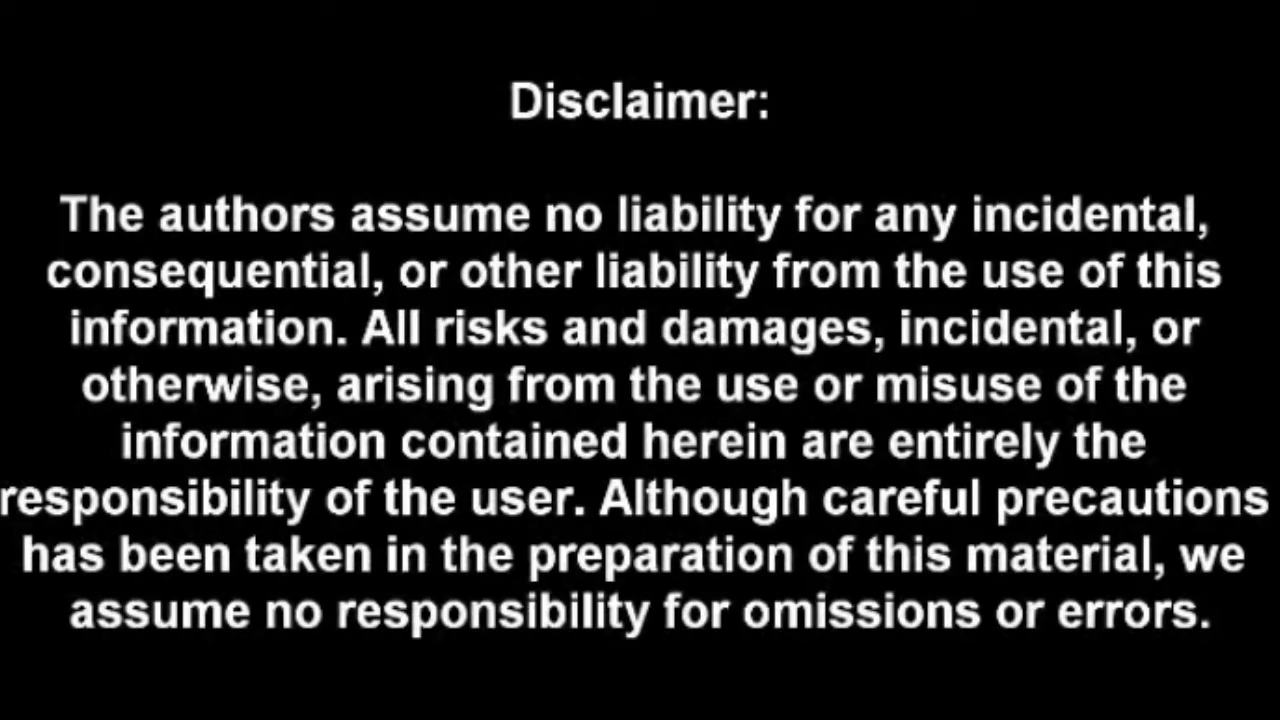 Disclaimer:
The authors assume no liability for any incidental,
consequential, or other liability from the use of this
information. All risks and damages, incidental, or
otherwise, arising from the use or misuse of the
information contained herein are entirely the
responsibility of the user. Although careful precautions
has been taken in the preparation of this material, we
assume no responsibility for omissions or errors.